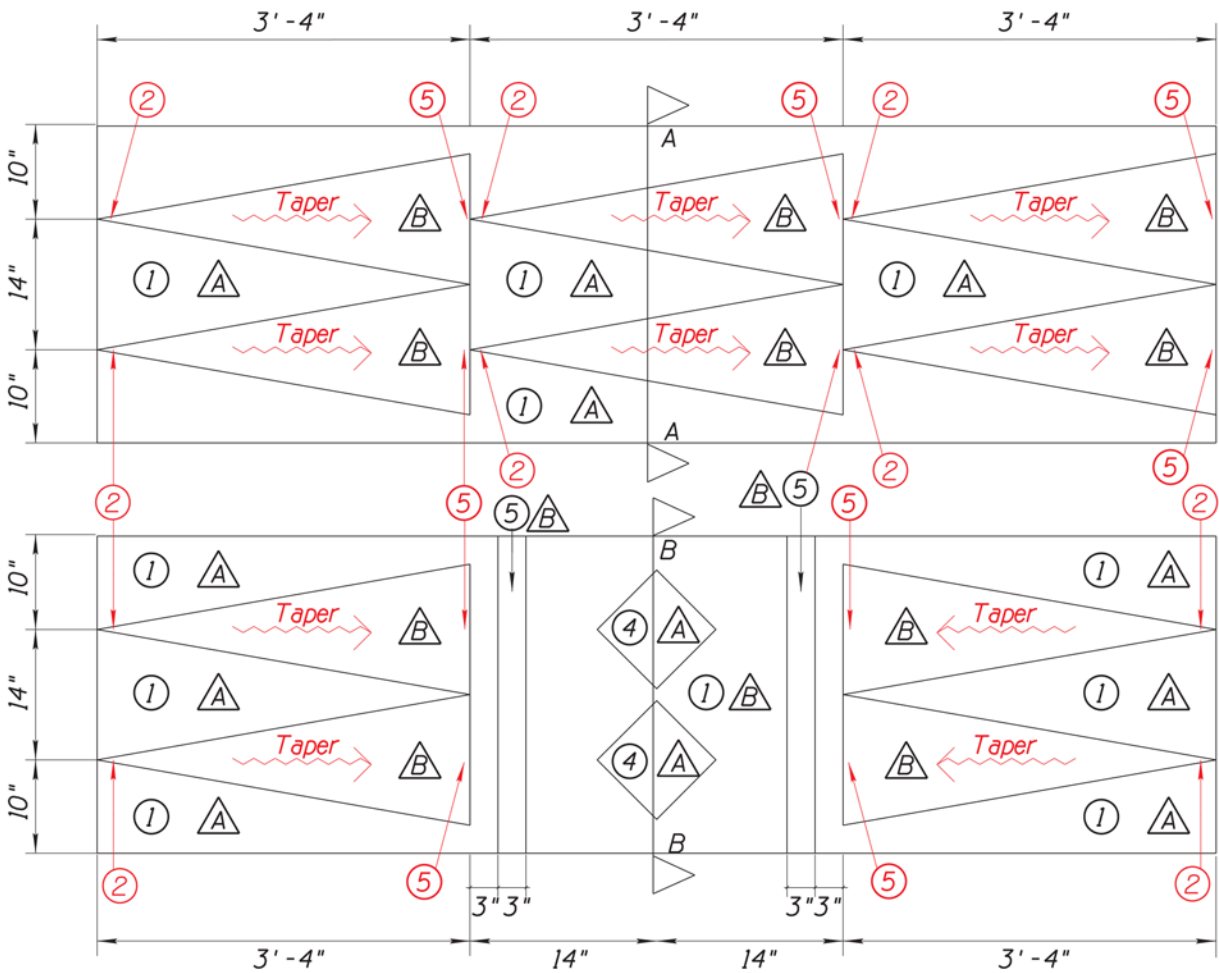 3'-4" 3'-4" 3'-4"
2 5 2 5 2 5
A
10"
Taper B Taper B Taper B
14"
1 A 1 A 1 A
Taper B Taper B Taper B
10"
1 A
A
2 2 5 B 5 2 5
2 5 5 B 5 2
B
10"
1 A 1 A
Taper B 4 A B Taper
14"
1 A 1 B 1 A
Taper B 4 A B Taper
10"
1 A 1 A
B
2 5 5 2
3" 3" 3" 3"
3'-4" 14" 14" 3'-4"